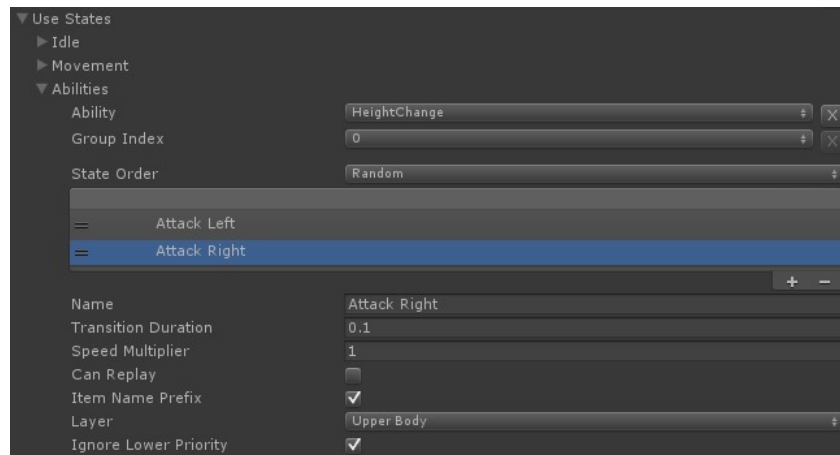 Use States
Idle
Movement
Abilities
Ability HeightChange X
Group Index 0 X
State Order Random
Attack Left
Attack Right
+ −
Name Attack Right
Transition Duration 0.1
Speed Multiplier 1
Can Replay
Item Name Prefix
Layer Upper Body
Ignore Lower Priority